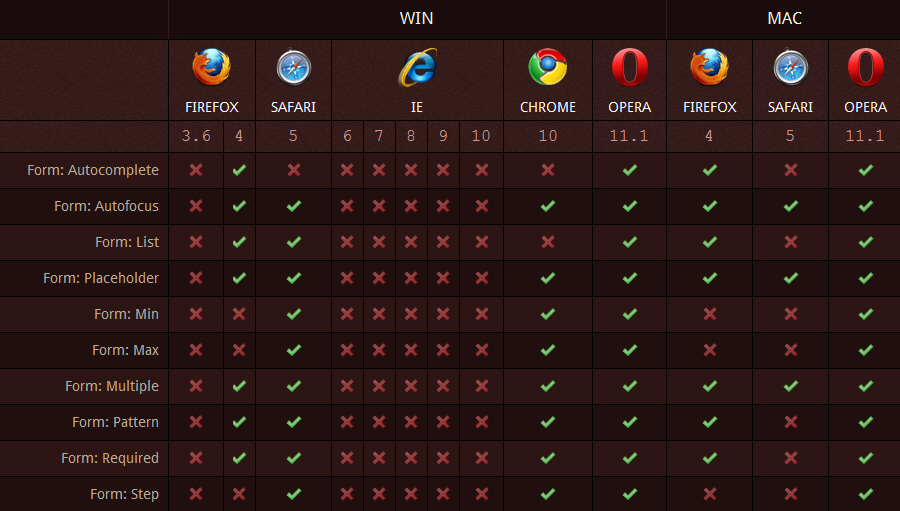 WIN MAC
FIREFOX SAFARI IE CHROME OPERA FIREFOX SAFARI OPERA
3.6 4 5 6 7 8 9 10 10 11.1 4 5 11.1
Form: Autocomplete
Form: Autofocus
Form: List
Form: Placeholder
Form: Min
Form: Max
Form: Multiple
Form: Pattern
Form: Required
Form: Step